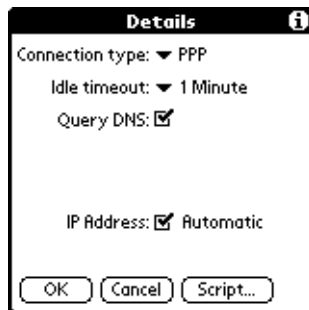 Details
Connection type: PPP
Idle timeout: 1 Minute
Query DNS:
IP Address: Automatic
OK Cancel Script...